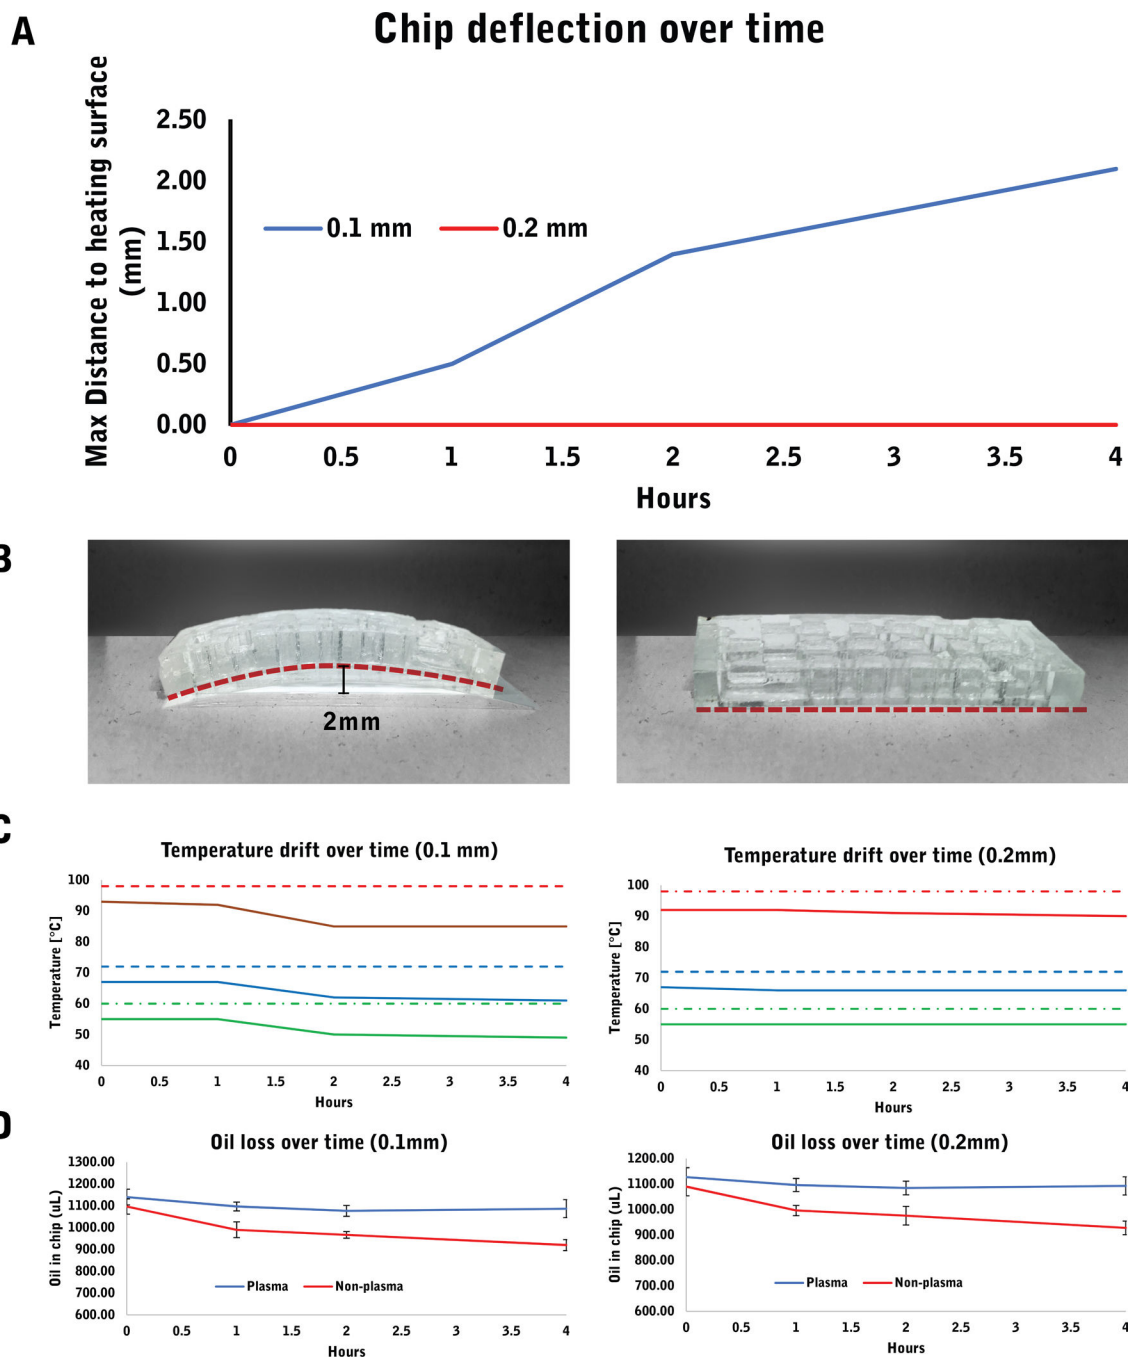 A
Chip deflection over time
Max Distance to heating surface
(mm)
2.50
2.00
1.50
1.00
0.50
0.00
0.1 mm 0.2 mm
0 0.5 1 1.5 2 2.5 3 3.5 4
Hours
B
2mm
C
Temperature drift over time (0.1 mm)
Temperature [°C]
100
90
80
70
60
50
40
0 0.5 1 1.5 2 2.5 3 3.5 4
Hours
Temperature drift over time (0.2mm)
Temperature [°C]
100
90
80
70
60
50
40
0 0.5 1 1.5 2 2.5 3 3.5 4
Hours
D
Oil loss over time (0.1mm)
Oil in chip (uL)
1300.00
1200.00
1100.00
1000.00
900.00
800.00
700.00
600.00
Plasma Non-plasma
0 0.5 1 1.5 2 2.5 3 3.5 4
Hours
Oil loss over time (0.2mm)
Oil in chip (uL)
1200.00
1100.00
1000.00
900.00
800.00
700.00
600.00
Plasma Non-plasma
0 0.5 1 1.5 2 2.5 3 3.5 4
Hours